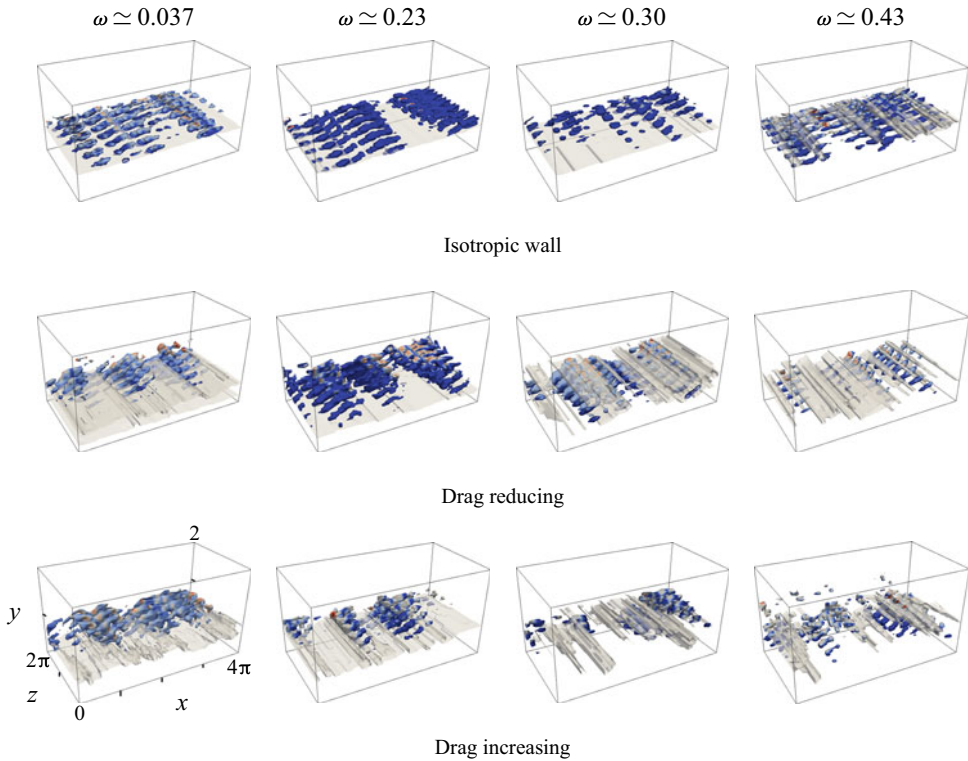 ω ≃ 0.037 ω ≃ 0.23 ω ≃ 0.30 ω ≃ 0.43
Isotropic wall
Drag reducing
2
y
2π
z
0
x
4π
Drag increasing